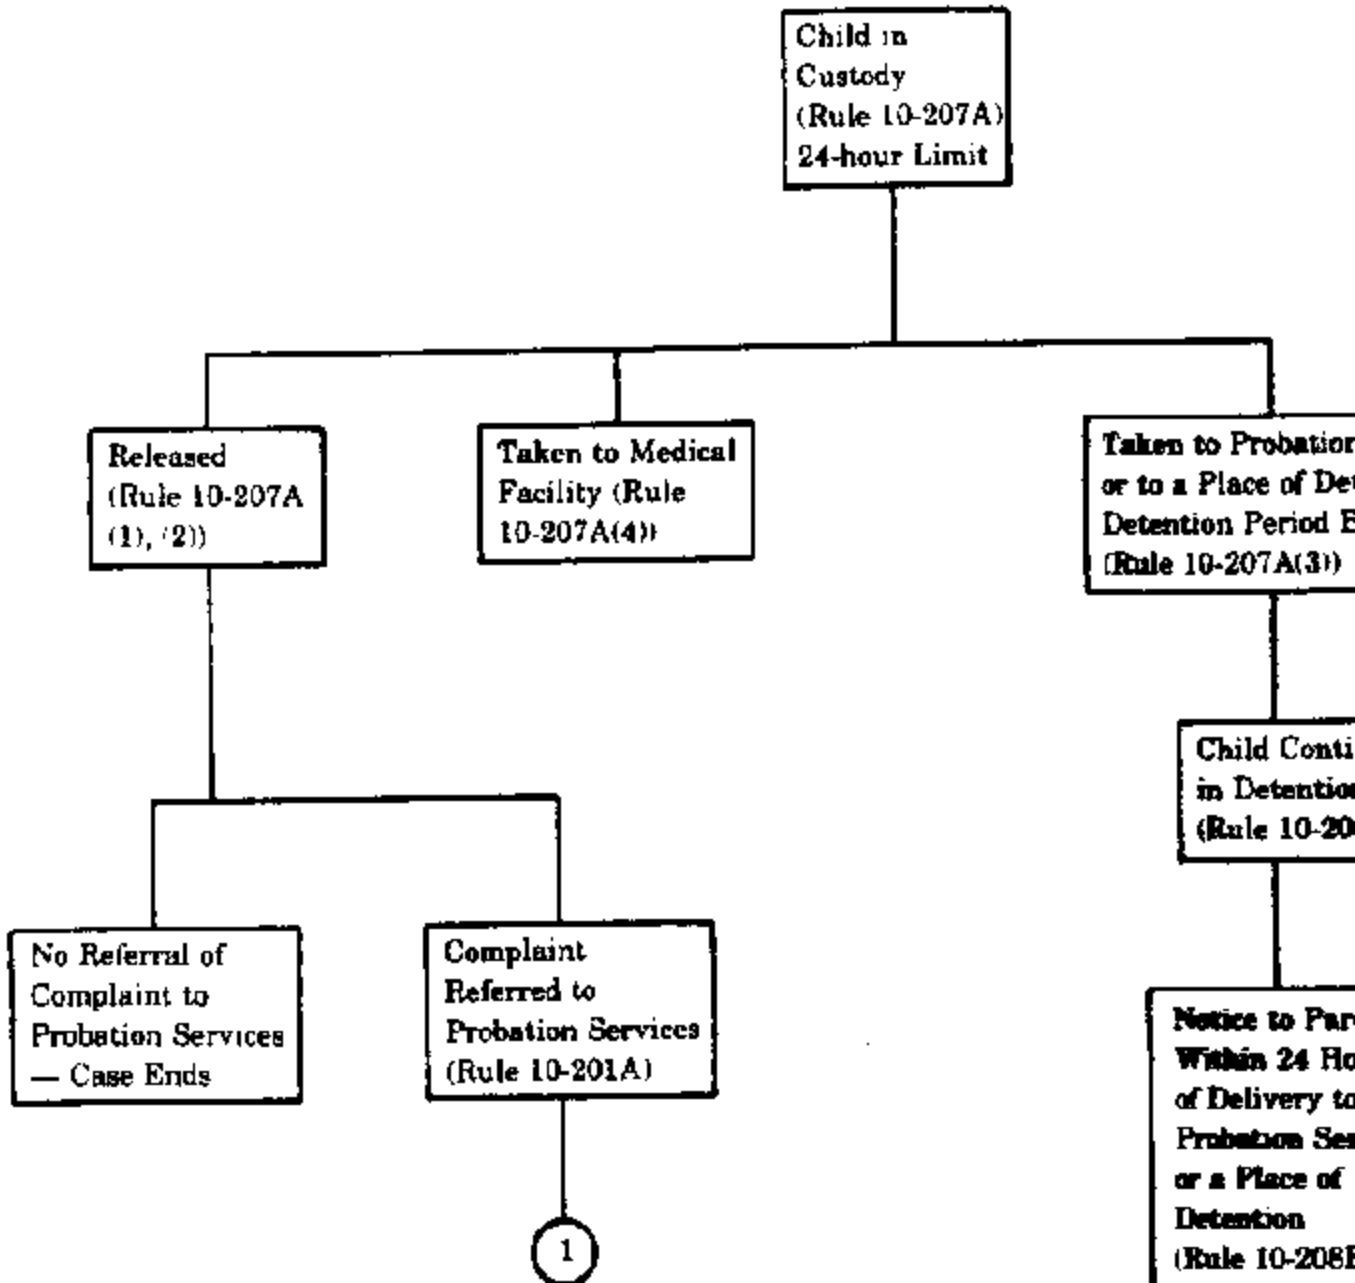 Child in
Custody
(Rule 10-207A)
24-hour Limit
Released
(Rule 10-207A
(1), (2))
Taken to Medical
Facility (Rule
10-207A(4))
Taken to Probation
or to a Place of
Detention Period
(Rule 10-207A(3))
Child
in Detention
(Rule
No Referral of
Complaint to
Probation Services
— Case Ends
Complaint
Referred to
Probation Services
(Rule 10-201A)
Notice to
Within 24
of Delivery to
Probation
or a Place of
Detention
(Rule 10-208
1